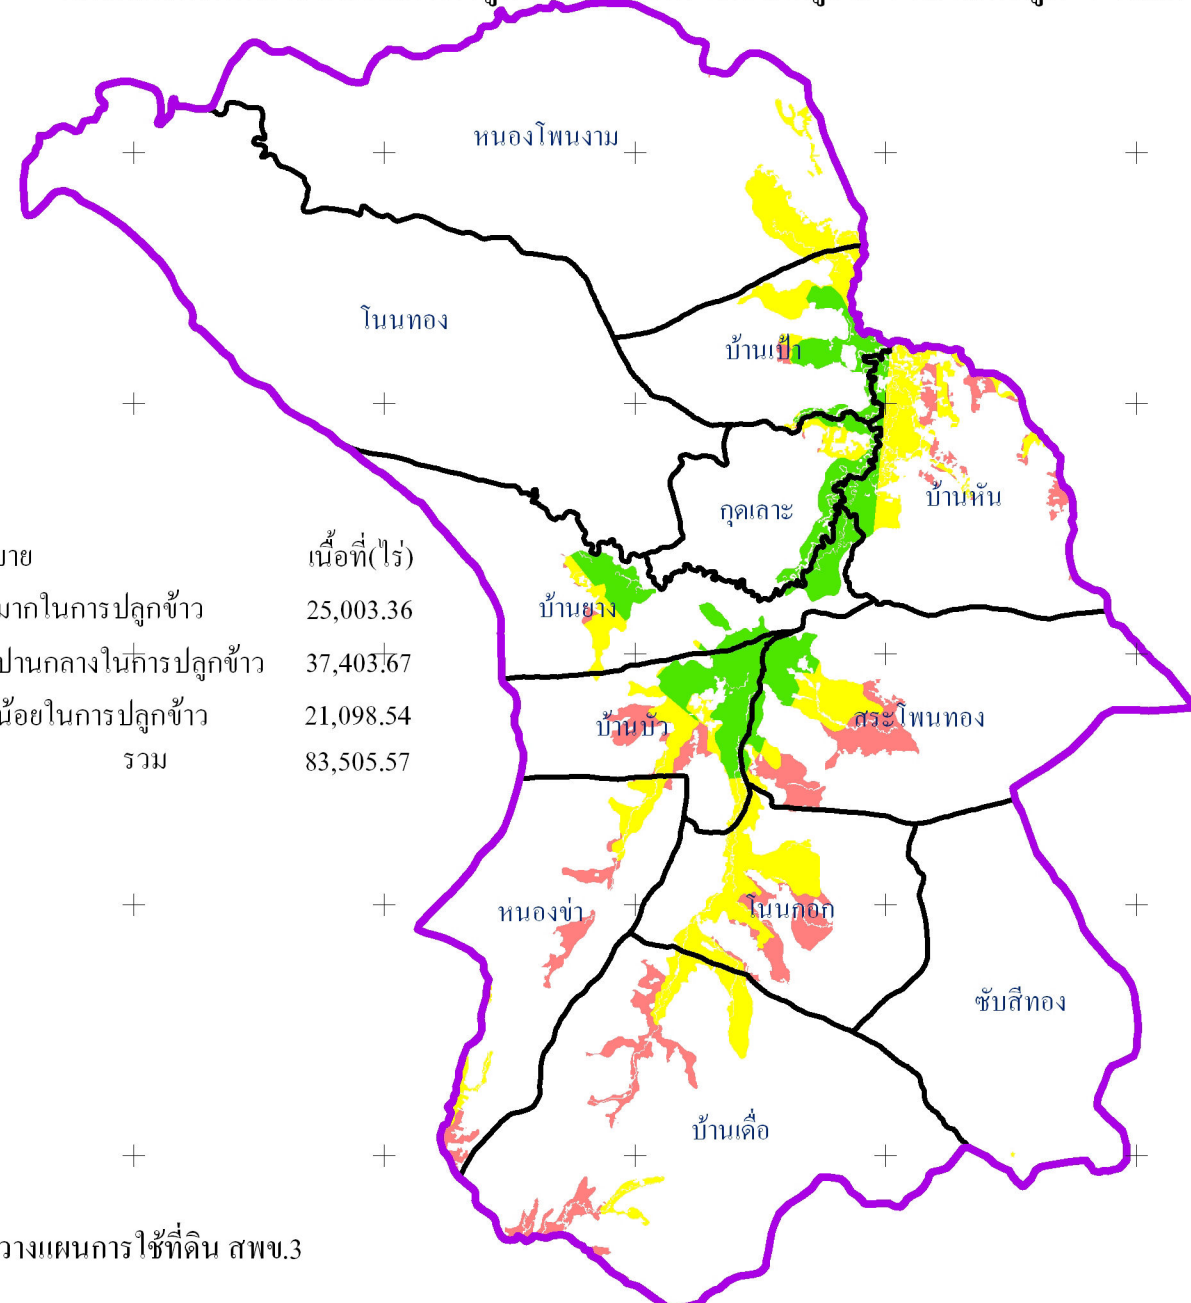 หนองโพนงาม
โนนทอง
บ้านเป้า
บ้านหัน
กุดเลาะ
บาย เนื้อที่(ไร่)
มากในการปลูกข้าว 25,003.36
ปานกลางในการปลูกข้าว 37,403.67
น้อยในการปลูกข้าว 21,098.54
รวม 83,505.57
บ้านยาง
บ้านบัว
สระโพนทอง
หนองข่า
โนนกอก
ซับสีทอง
บ้านเดื่อ
วางแผนการใช้ที่ดิน สพข.3